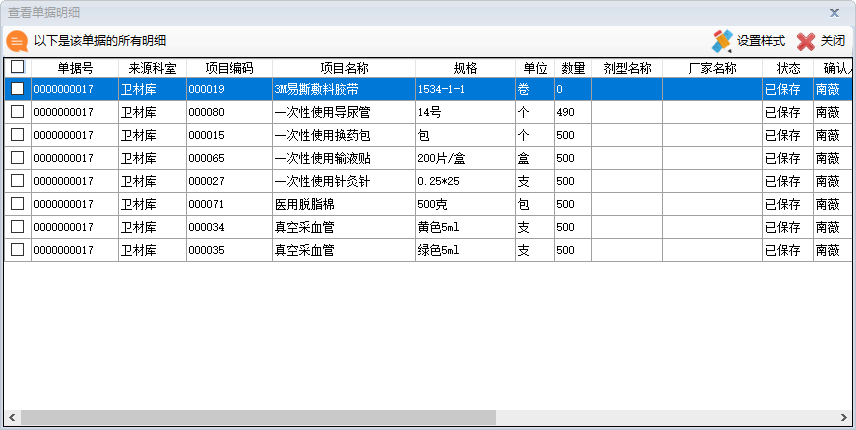 查看单据明细
以下是该单据的所有明细 设置样式 关闭
单据号 来源科室 项目编码 项目名称 规格 单位 数量 剂型名称 厂家名称 状态 确认
0000000017 卫材库 000019 3M易撕敷料胶带 1534-1-1 卷 0 已保存 南薇
0000000017 卫材库 000080 一次性使用导尿管 14号 个 490 已保存 南薇
0000000017 卫材库 000015 一次性使用换药包 包 个 500 已保存 南薇
0000000017 卫材库 000065 一次性使用输液贴 200片/盒 盒 500 已保存 南薇
0000000017 卫材库 000027 一次性使用针灸针 0.25*25 支 500 已保存 南薇
0000000017 卫材库 000071 医用脱脂棉 500克 包 500 已保存 南薇
0000000017 卫材库 000034 真空采血管 黄色5ml 支 500 已保存 南薇
0000000017 卫材库 000034 真空采血管 绿色5ml 支 500 已保存 南薇